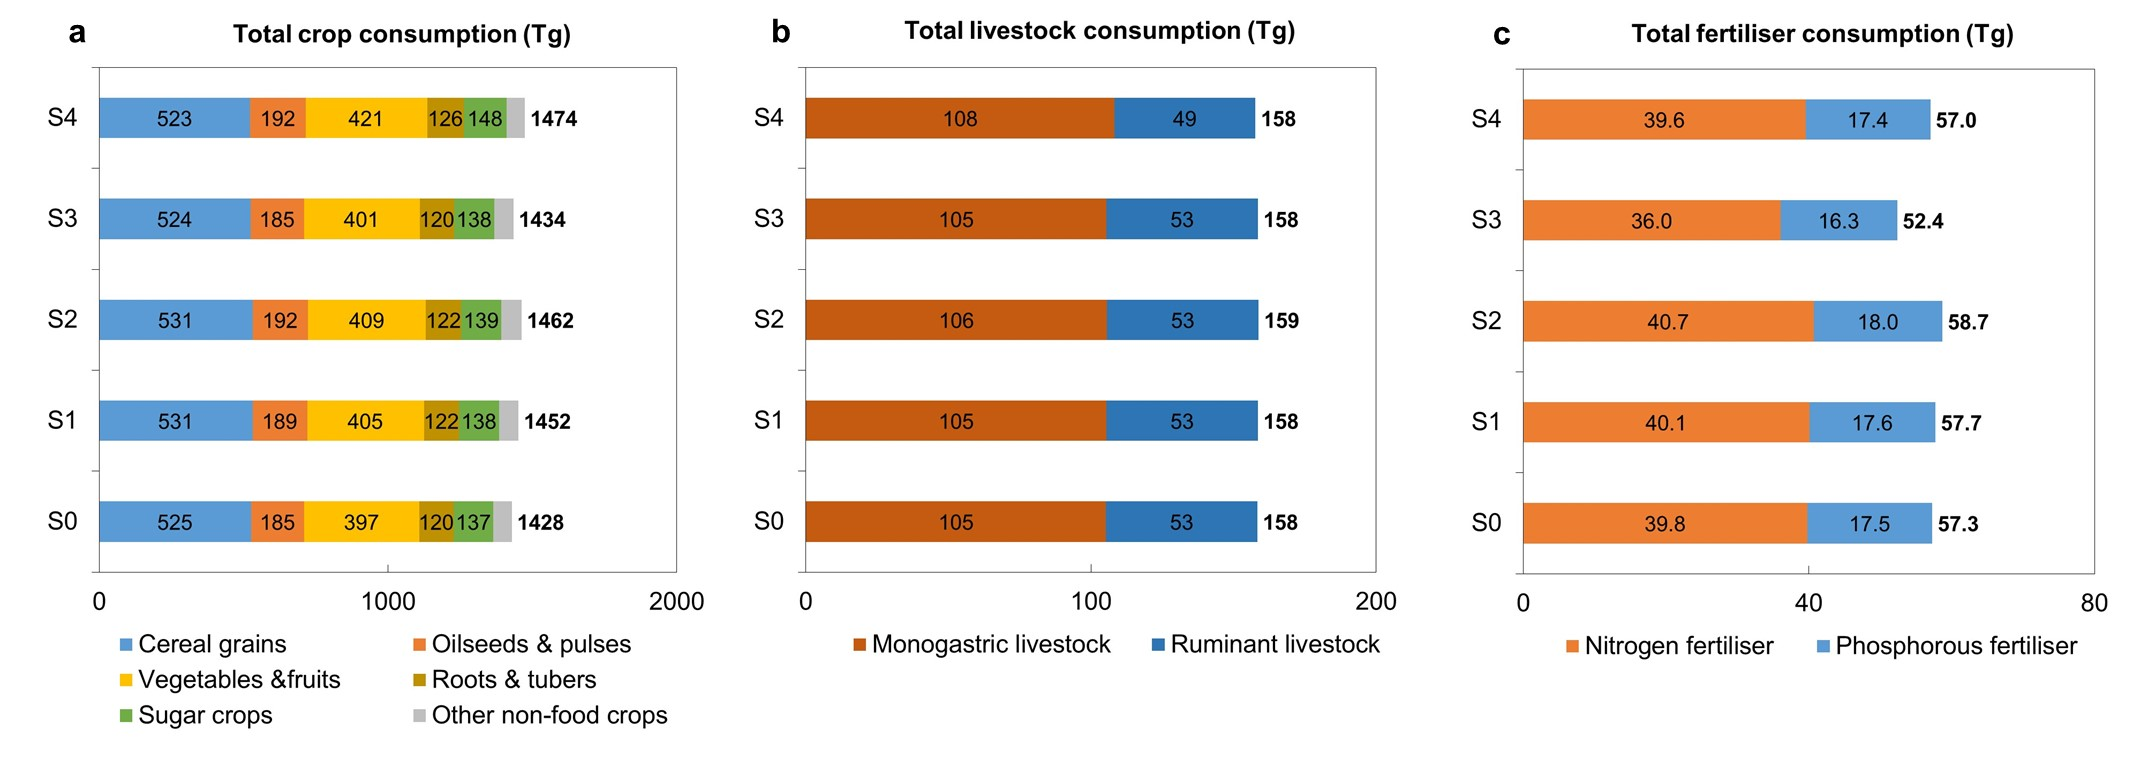 a Total crop consumption (Tg)
S4 523 192 421 126 148 1474
S3 524 185 401 120 138 1434
S2 531 192 409 122 139 1462
S1 531 189 405 122 138 1452
S0 525 185 397 120 137 1428
0 1000 2000
Cereal grains Oilseeds & pulses
Vegetables &fruits Roots & tubers
Sugar crops Other non-food crops
b Total livestock consumption (Tg)
S4 108 49 158
S3 105 53 158
S2 106 53 159
S1 105 53 158
S0 105 53 158
0 100 200
Monogastric livestock Ruminant livestock
c Total fertiliser consumption (Tg)
S4 39.6 17.4 57.0
S3 36.0 16.3 52.4
S2 40.7 18.0 58.7
S1 40.1 17.6 57.7
S0 39.8 17.5 57.3
0 40 80
Nitrogen fertiliser Phosphorous fertiliser